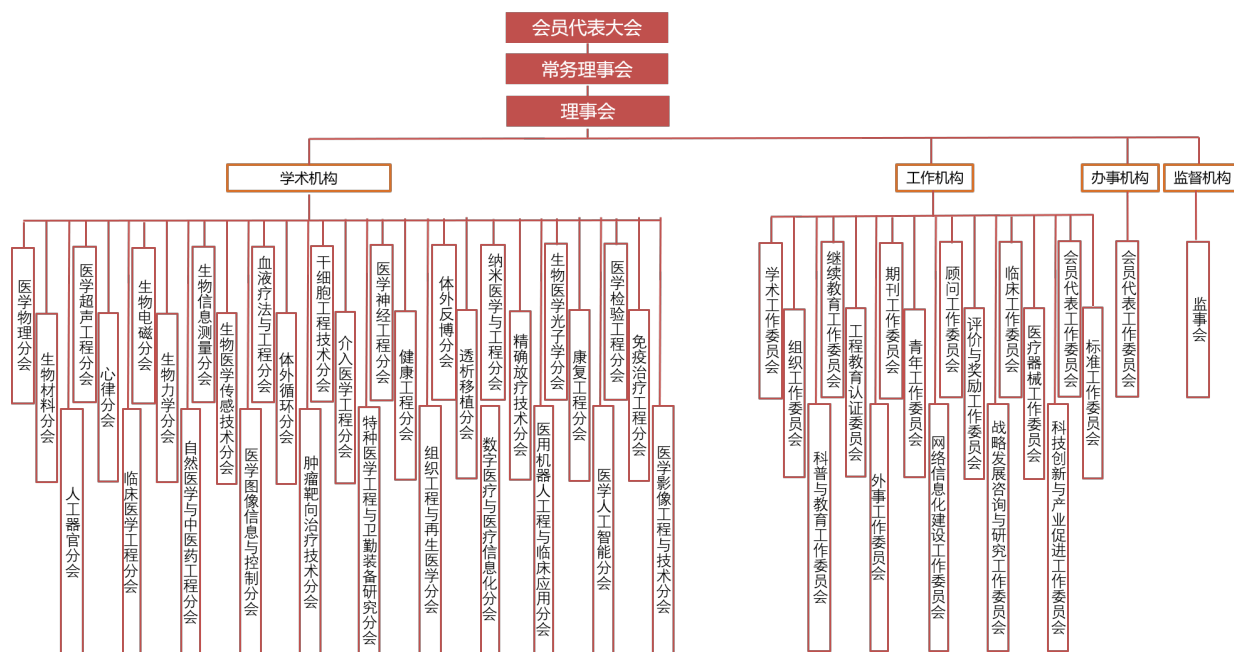 会员代表大会
常务理事会
理事会
学术机构
工作机构
办事机构
监督机构
医学物理分会
生物材料分会
人工器官分会
医学超声工程分会
心律分会
临床医学工程分会
生物电磁分会
生物力学分会
自然医学与中医药工程分会
生物信息测量分会
生物医学传感技术分会
医学图像信息与控制分会
血液疗法与工程分会
体外循环分会
肿瘤靶向治疗技术分会
干细胞工程技术分会
介入医学工程分会
特种医学工程与卫勤装备研究分会
医学神经工程分会
健康工程分会
组织工程与再生医学分会
体外反博分会
透析移植分会
数字医疗与医疗信息化分会
纳米医学与工程分会
精确放疗技术分会
医用机器人工程与临床应用分会
生物医学光子学分会
康复工程分会
医学人工智能分会
医学检验工程分会
免疫治疗工程分会
医学影像工程与技术分会
学术工作委员会
组织工作委员会
科普与教育工作委员会
继续教育工作委员会
工程教育认证委员会
外事工作委员会
期刊工作委员会
青年工作委员会
网络信息化建设工作委员会
顾问工作委员会
评价与奖励工作委员会
战略发展咨询与研究工作委员会
临床工作委员会
医疗器械工作委员会
科技创新与产业促进工作委员会
会员代表工作委员会
标准工作委员会
会员代表工作委员会
监事会